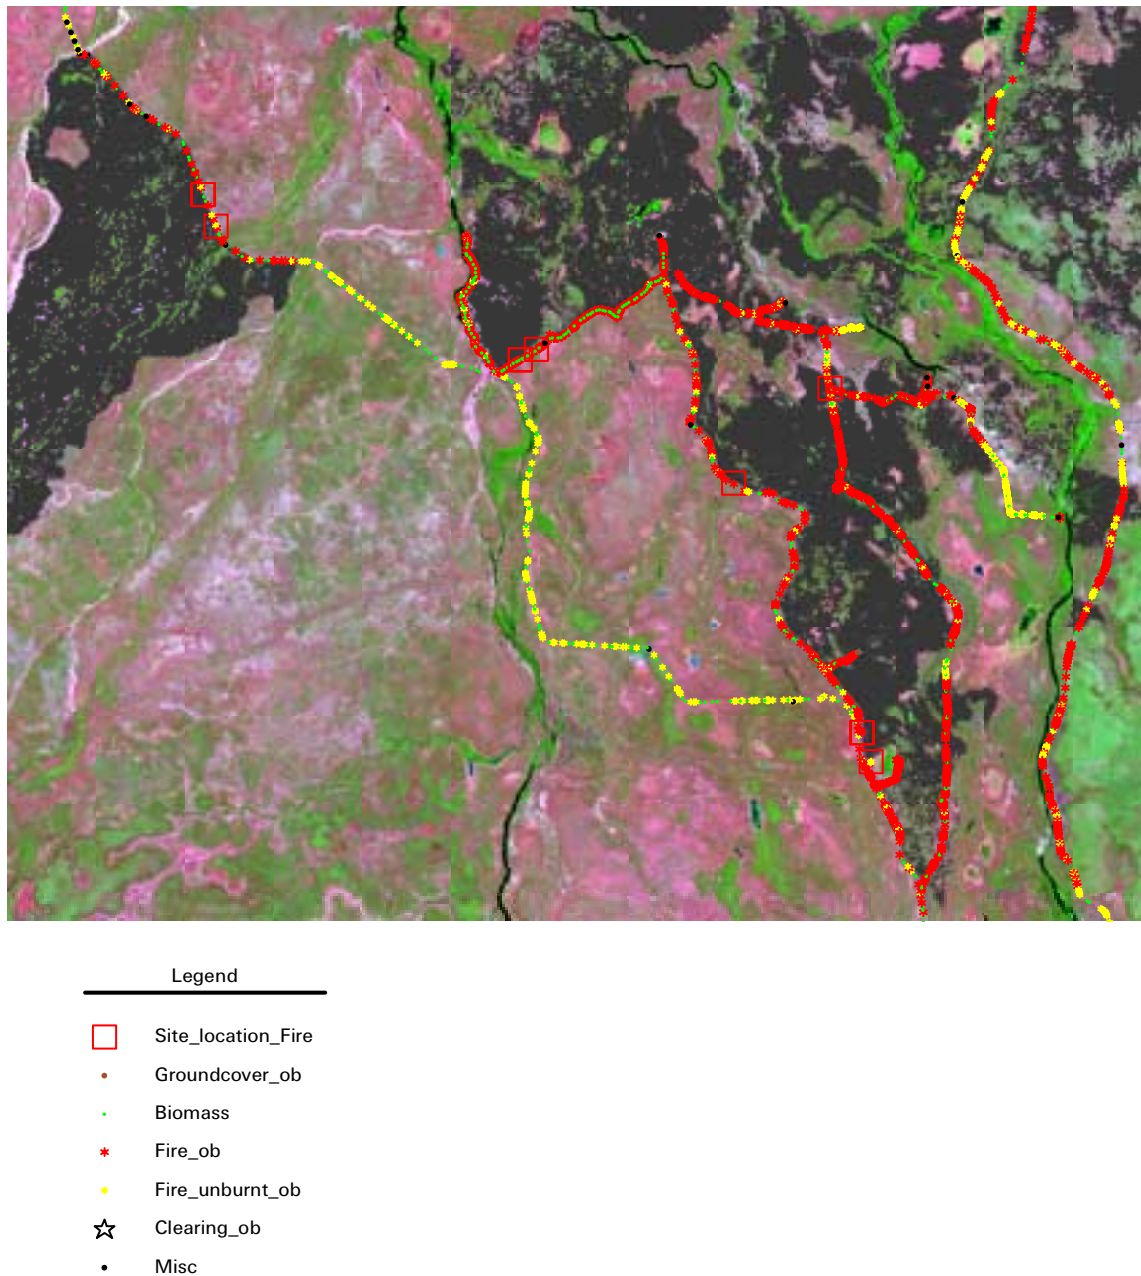 Legend
Site_location_Fire
Groundcover_ob
Biomass
Fire_ob
Fire_unburnt_ob
Clearing_ob
Misc